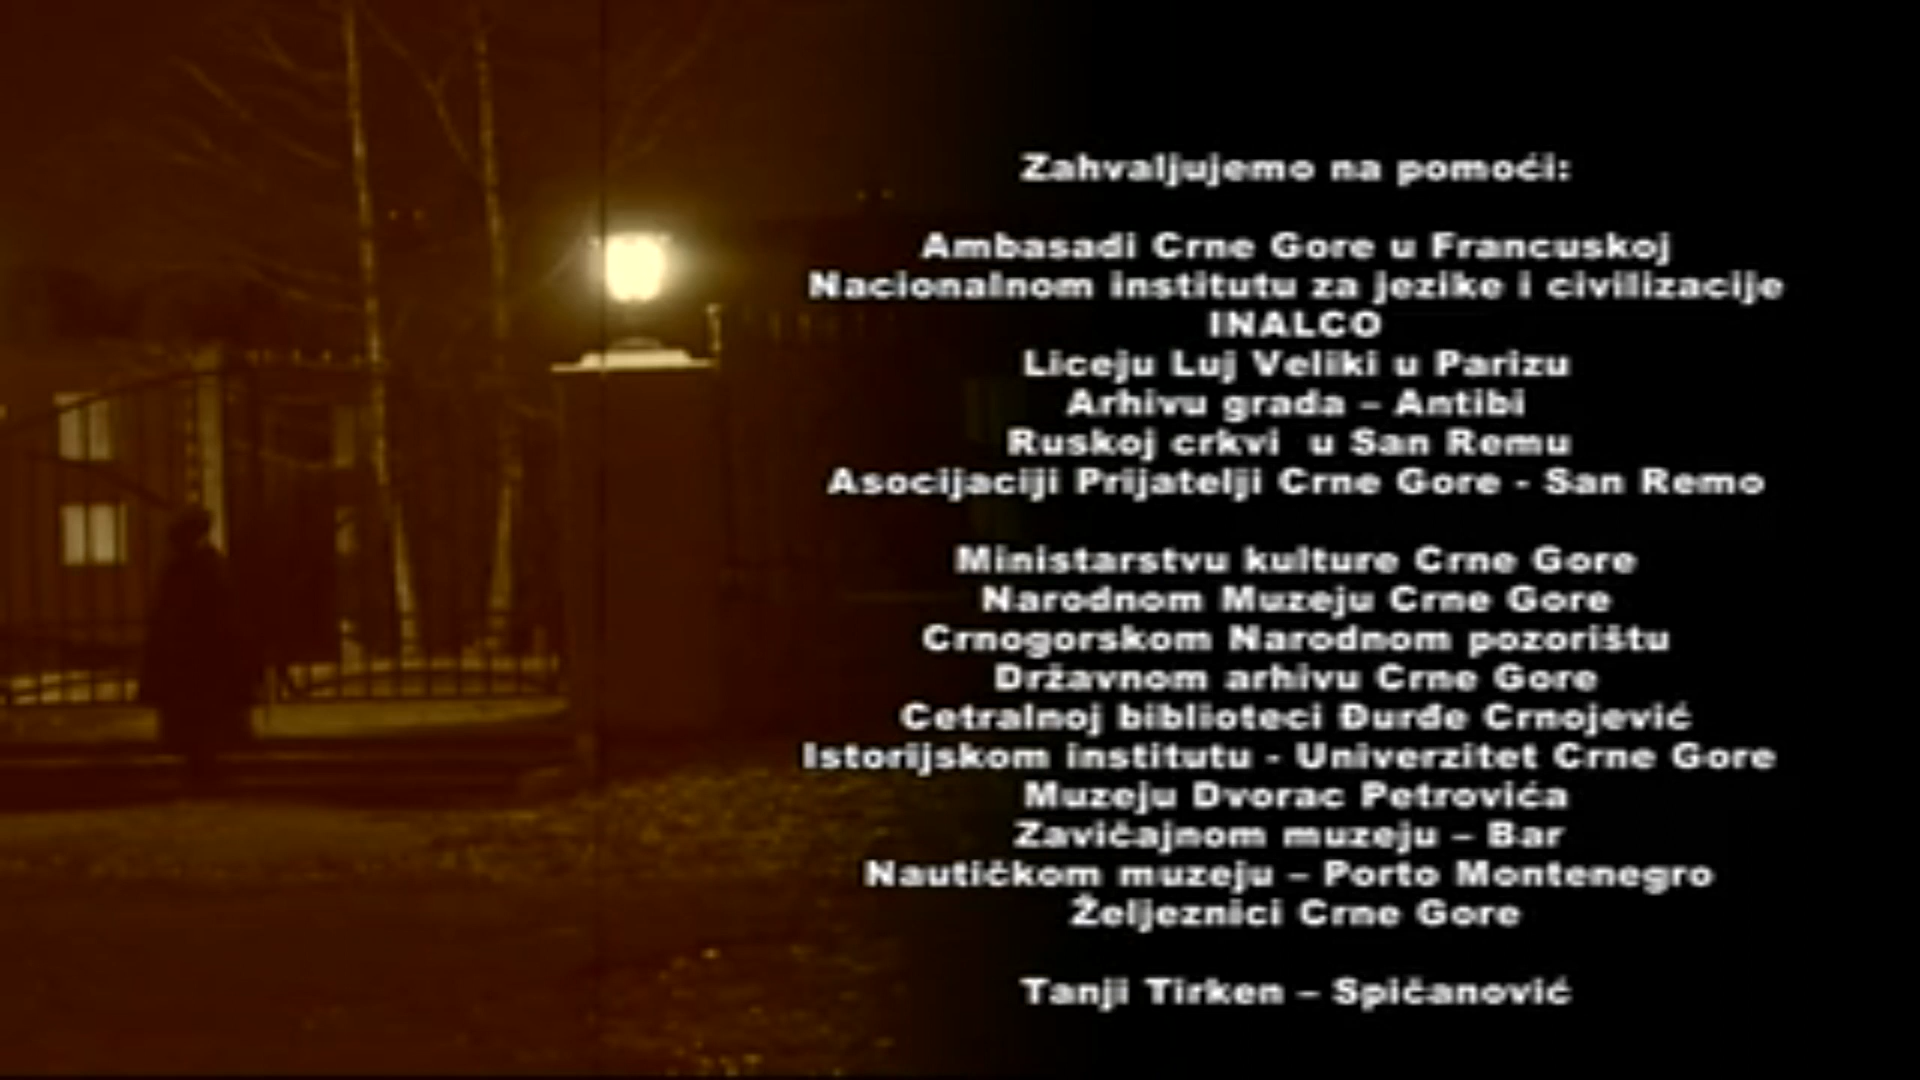 Zahvaljujemo na pomoći:
Ambasadi Crne Gore u Francuskoj
Nacionalnom institutu za jezike i civilizacije
INALCO
Liceju Luj Veliki u Parizu
Arhivu grada – Antibi
Ruskoj crkvi u San Remu
Asocijaciji Prijatelji Crne Gore - San Remo
Ministarstvu kulture Crne Gore
Narodnom Muzeju Crne Gore
Crnogorskom Narodnom pozorištu
Državnom arhivu Crne Gore
Cetralnoj biblioteci Đurđe Crnojević
Istorijskom institutu - Univerzitet Crne Gore
Muzeju Dvorac Petrovića
Zavičajnom muzeju – Bar
Nautičkom muzeju – Porto Montenegro
Željeznici Crne Gore
Tanji Tirken – Spičanović